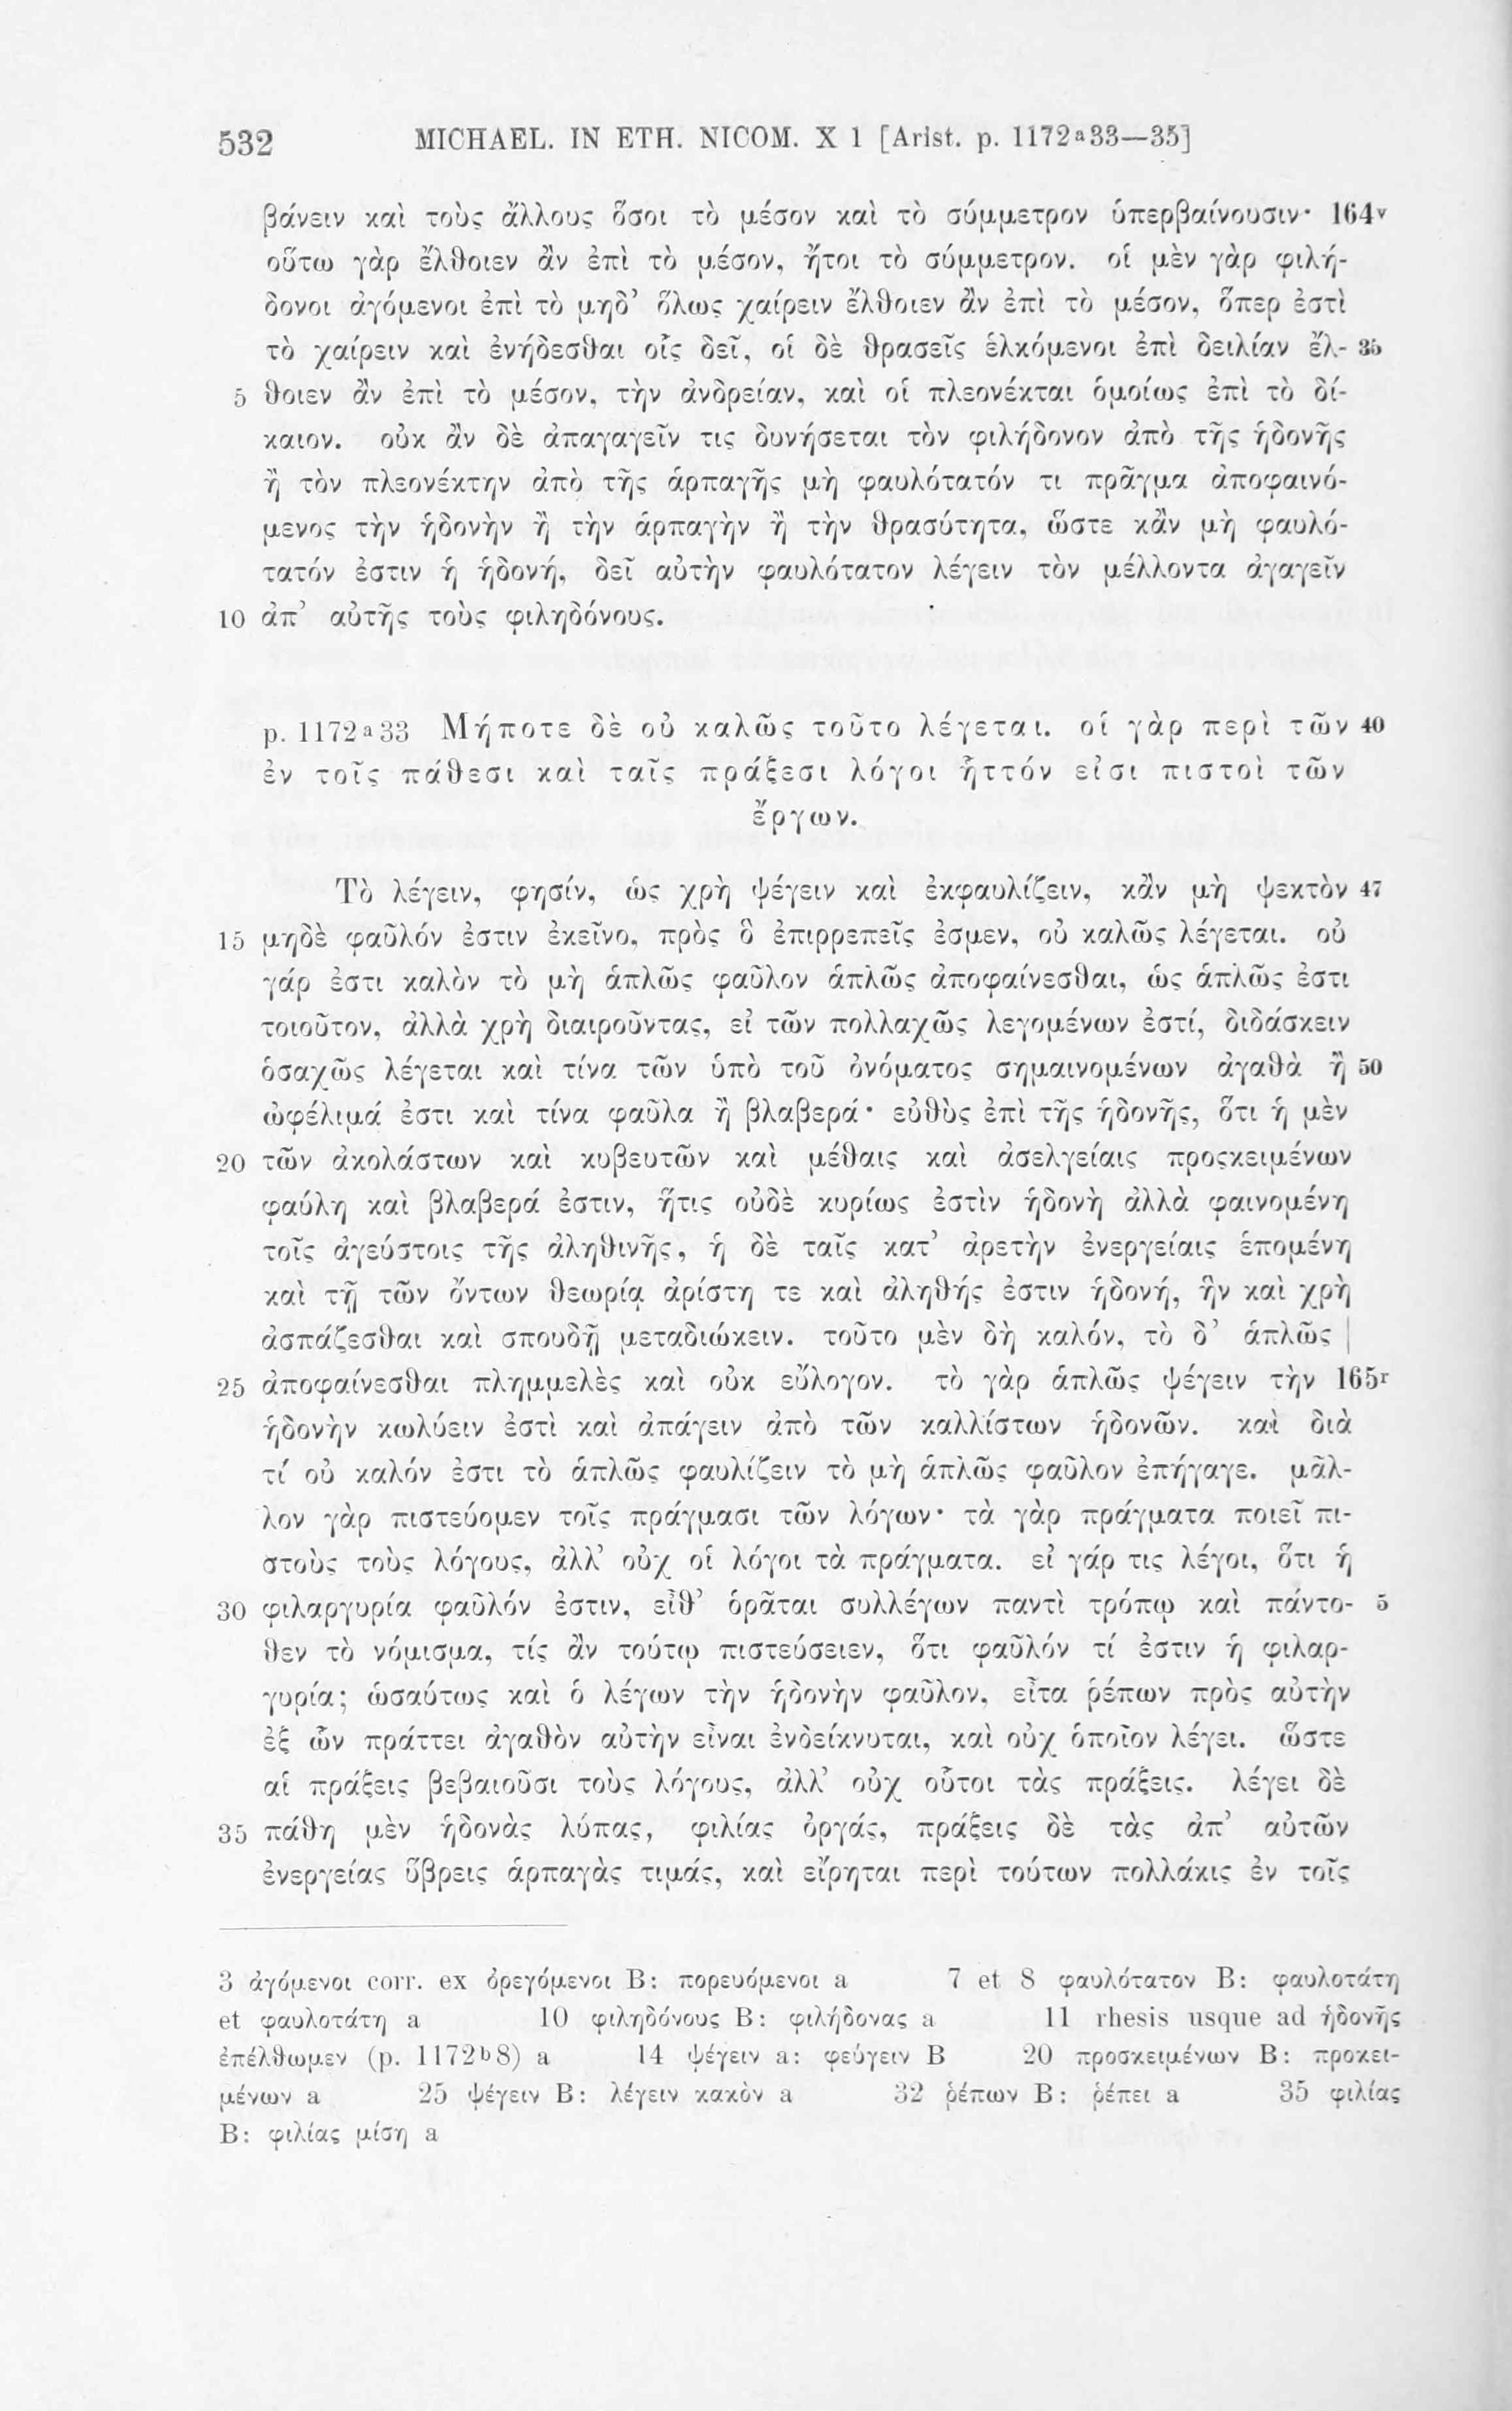 532 MICHAEL. IN ETH. NICOM. X 1 [Arist. p. 1172ᵃ33—35]
βάνειν καὶ τοὺς ἄλλους ὅσοι τὸ μέσον καὶ τὸ σύμμετρον ὑπερβαίνουσιν· 164ᵛ
οὕτω γὰρ ἔλθοιεν ἂν ἐπὶ τὸ μέσον, ἤτοι τὸ σύμμετρον. οἱ μὲν γὰρ φιλή-
δονοι ἀγόμενοι ἐπὶ τὸ μηδ' ὅλως χαίρειν ἔλθοιεν ἂν ἐπὶ τὸ μέσον, ὅπερ ἐστὶ
τὸ χαίρειν καὶ ἐνήδεσθαι οἷς δεῖ, οἱ δὲ θρασεῖς ἑλκόμενοι ἐπὶ δειλίαν ἔλ- 35
5 θοιεν ἂν ἐπὶ τὸ μέσον, τὴν ἀνδρείαν, καὶ οἱ πλεονέκται ὁμοίως ἐπὶ τὸ δί-
καιον. οὐκ ἂν δὲ ἀπαγαγεῖν τις δυνήσεται τὸν φιλήδονον ἀπὸ τῆς ἡδονῆς
ἢ τὸν πλεονέκτην ἀπὸ τῆς ἁρπαγῆς μὴ φαυλότατόν τι πρᾶγμα ἀποφαινό-
μενος τὴν ἡδονὴν ἢ τὴν ἁρπαγὴν ἢ τὴν θρασύτητα, ὥστε κἂν μὴ φαυλό-
τατόν ἐστιν ἡ ἡδονή, δεῖ αὐτὴν φαυλότατον λέγειν τὸν μέλλοντα ἀγαγεῖν
10 ἀπ' αὐτῆς τοὺς φιληδόνους.
p. 1172ᵃ33 Μήποτε δὲ οὐ καλῶς τοῦτο λέγεται. οἱ γὰρ περὶ τῶν 40
ἐν τοῖς πάθεσι καὶ ταῖς πράξεσι λόγοι ἧττόν εἰσι πιστοὶ τῶν
ἔργων.
Τὸ λέγειν, φησίν, ὡς χρὴ ψέγειν καὶ ἐκφαυλίζειν, κἂν μὴ ψεκτὸν 47
15 μηδὲ φαῦλόν ἐστιν ἐκεῖνο, πρὸς ὃ ἐπιρρεπεῖς ἐσμεν, οὐ καλῶς λέγεται. οὐ
γάρ ἐστι καλὸν τὸ μὴ ἁπλῶς φαῦλον ἁπλῶς ἀποφαίνεσθαι, ὡς ἁπλῶς ἐστι
τοιοῦτον, ἀλλὰ χρὴ διαιροῦντας, εἰ τῶν πολλαχῶς λεγομένων ἐστί, διδάσκειν
ὁσαχῶς λέγεται καὶ τίνα τῶν ὑπὸ τοῦ ὀνόματος σημαινομένων ἀγαθὰ ἢ 50
ὠφέλιμά ἐστι καὶ τίνα φαῦλα ἢ βλαβερά· εὐθὺς ἐπὶ τῆς ἡδονῆς, ὅτι ἡ μὲν
20 τῶν ἀκολάστων καὶ κυβευτῶν καὶ μέθαις καὶ ἀσελγείαις προςκειμένων
φαύλη καὶ βλαβερά ἐστιν, ἥτις οὐδὲ κυρίως ἐστὶν ἡδονὴ ἀλλὰ φαινομένη
τοῖς ἀγεύστοις τῆς ἀληθινῆς, ἡ δὲ ταῖς κατ' ἀρετὴν ἐνεργείαις ἑπομένη
καὶ τῇ τῶν ὄντων θεωρίᾳ ἀρίστη τε καὶ ἀληθής ἐστιν ἡδονή, ἣν καὶ χρὴ
ἀσπάζεσθαι καὶ σπουδῇ μεταδιώκειν. τοῦτο μὲν δὴ καλόν, τὸ δ' ἁπλῶς |
25 ἀποφαίνεσθαι πλημμελὲς καὶ οὐκ εὔλογον. τὸ γὰρ ἁπλῶς ψέγειν τὴν 165ʳ
ἡδονὴν κωλύειν ἐστὶ καὶ ἀπάγειν ἀπὸ τῶν καλλίστων ἡδονῶν. καὶ διὰ
τί οὐ καλόν ἐστι τὸ ἁπλῶς φαυλίζειν τὸ μὴ ἁπλῶς φαῦλον ἐπήγαγε. μᾶλ-
λον γὰρ πιστεύομεν τοῖς πράγμασι τῶν λόγων· τὰ γὰρ πράγματα ποιεῖ πι-
στοὺς τοὺς λόγους, ἀλλ' οὐχ οἱ λόγοι τὰ πράγματα. εἰ γάρ τις λέγοι, ὅτι ἡ
30 φιλαργυρία φαῦλόν ἐστιν, εἶθ' ὁρᾶται συλλέγων παντὶ τρόπῳ καὶ πάντο- 5
θεν τὸ νόμισμα, τίς ἂν τούτῳ πιστεύσειεν, ὅτι φαῦλόν τί ἐστιν ἡ φιλαρ-
γυρία; ὡσαύτως καὶ ὁ λέγων τὴν ἡδονὴν φαῦλον, εἶτα ῥέπων πρὸς αὐτὴν
ἐξ ὧν πράττει ἀγαθὸν αὐτὴν εἶναι ἐνδείκνυται, καὶ οὐχ ὁποῖον λέγει. ὥστε
αἱ πράξεις βεβαιοῦσι τοὺς λόγους, ἀλλ' οὐχ οὗτοι τὰς πράξεις. λέγει δὲ
35 πάθη μὲν ἡδονὰς λύπας, φιλίας ὀργάς, πράξεις δὲ τὰς ἀπ' αὐτῶν
ἐνεργείας ὕβρεις ἁρπαγὰς τιμάς, καὶ εἴρηται περὶ τούτων πολλάκις ἐν τοῖς
3 ἀγόμενοι corr. ex ὀρεγόμενοι B: πορευόμενοι a 7 et 8 φαυλότατον B: φαυλοτάτη
et φαυλοτάτη a 10 φιληδόνους B: φιλήδονας a 11 rhesis usque ad ἡδονῆς
ἐπέλθωμεν (p. 1172ᵇ8) a 14 ψέγειν a: φεύγειν B 20 προσκειμένων B: προκει-
μένων a 25 ψέγειν B: λέγειν κακὸν a 32 ῥέπων B: ῥέπει a 35 φιλίας
B: φιλίας μίση a